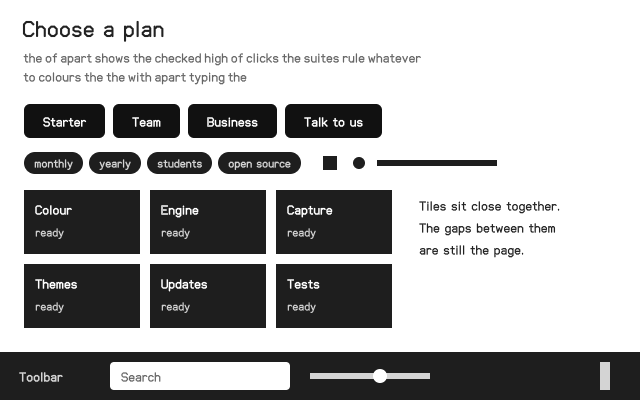 Choose a plan
the of apart shows the checked high of clicks the suites rule whatever
to colours the the with apart typing the
Starter Team Business Talk to us
monthly yearly students open source
Colour Engine Capture
ready ready ready
Tiles sit close together.
The gaps between them
are still the page.
Themes Updates Tests
ready ready ready
Toolbar Search